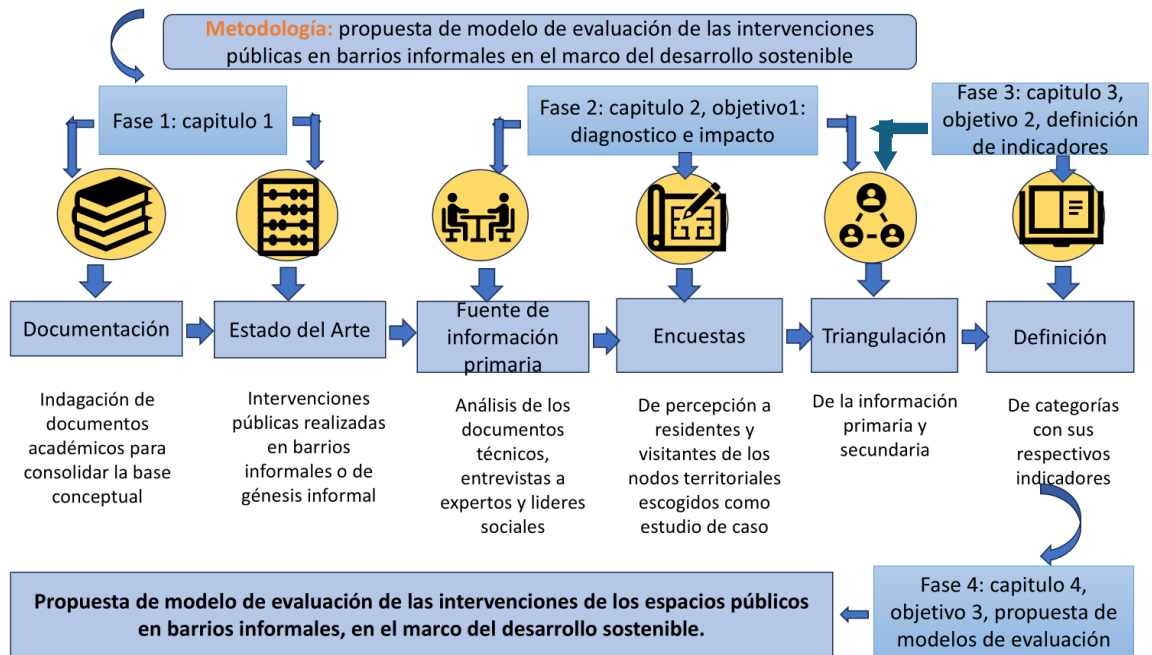 Metodología: propuesta de modelo de evaluación de las intervenciones
públicas en barrios informales en el marco del desarrollo sostenible
Fase 1: capitulo 1
Fase 2: capitulo 2, objetivo1:
diagnostico e impacto
Fase 3: capitulo 3,
objetivo 2, definición
de indicadores
Documentación
Estado del Arte
Fuente de
información
primaria
Encuestas
Triangulación
Definición
Indagación de
documentos
académicos para
consolidar la base
conceptual
Intervenciones
públicas realizadas
en barrios
informales o de
génesis informal
Análisis de los
documentos
técnicos,
entrevistas a
expertos y lideres
sociales
De percepción a
residentes y
visitantes de los
nodos territoriales
escogidos como
estudio de caso
De la información
primaria y
secundaria
De categorías
con sus
respectivos
indicadores
Fase 4: capitulo 4,
objetivo 3, propuesta de
modelos de evaluación
Propuesta de modelo de evaluación de las intervenciones de los espacios públicos
en barrios informales, en el marco del desarrollo sostenible.